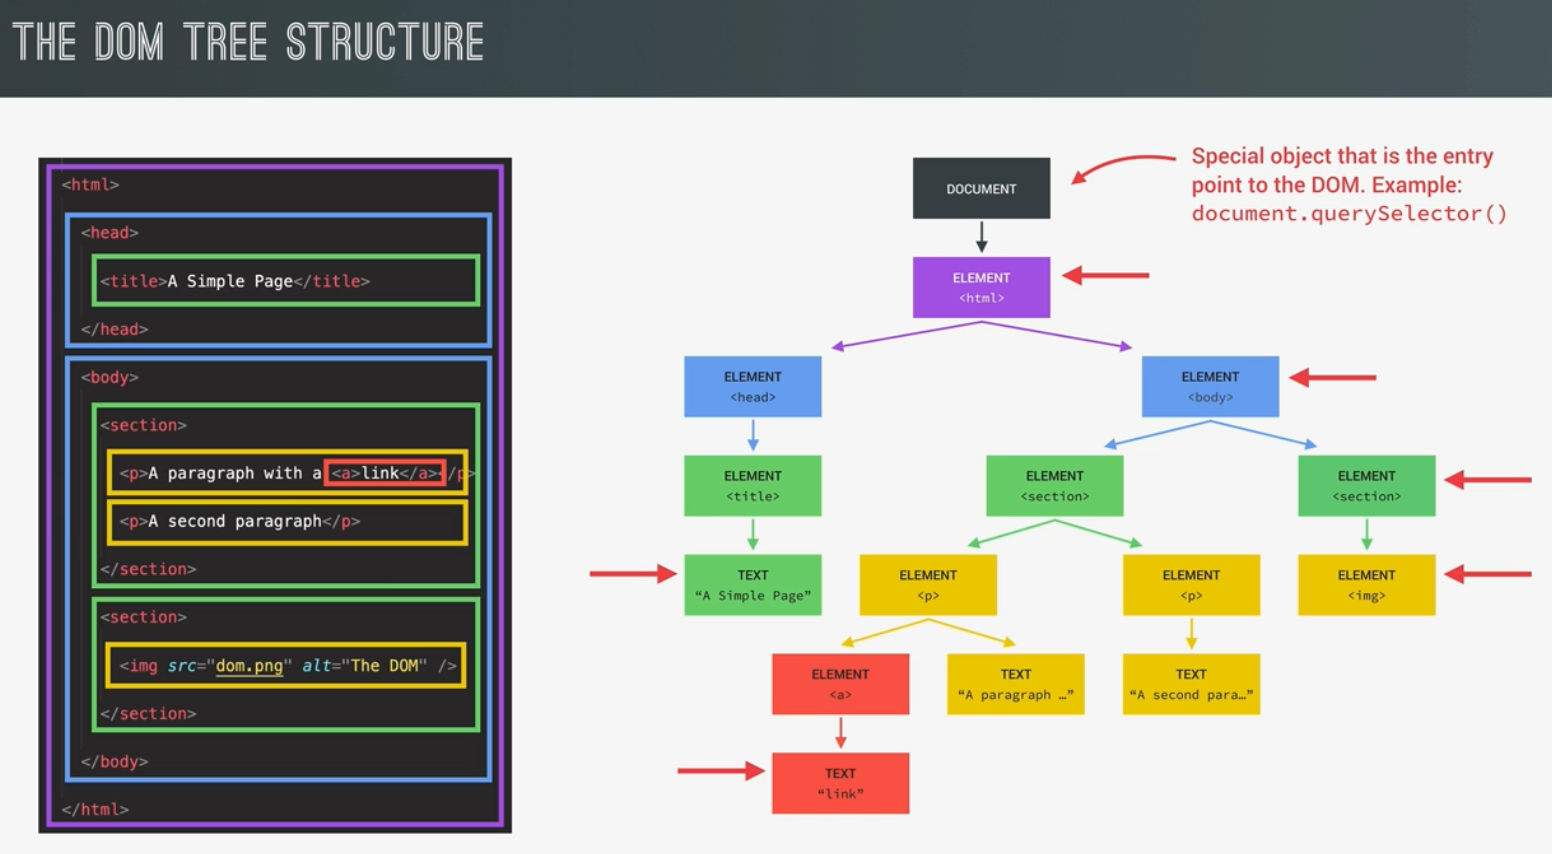 THE DOM TREE STRUCTURE
<html>
<head>
<title>A Simple Page</title>
</head>
<body>
<section>
<p>A paragraph with a <a>link</a></p>
<p>A second paragraph</p>
</section>
<section>
<img src="dom.png" alt="The DOM" />
</section>
</body>
</html>
DOCUMENT
Special object that is the entry
point to the DOM. Example:
document.querySelector()
ELEMENT
<html>
ELEMENT
<head>
ELEMENT
<body>
ELEMENT
<title>
ELEMENT
<section>
ELEMENT
<section>
TEXT
“A Simple Page”
ELEMENT
<p>
ELEMENT
<p>
ELEMENT
<img>
ELEMENT
<a>
TEXT
“A paragraph …”
TEXT
“A second para…”
TEXT
“link”